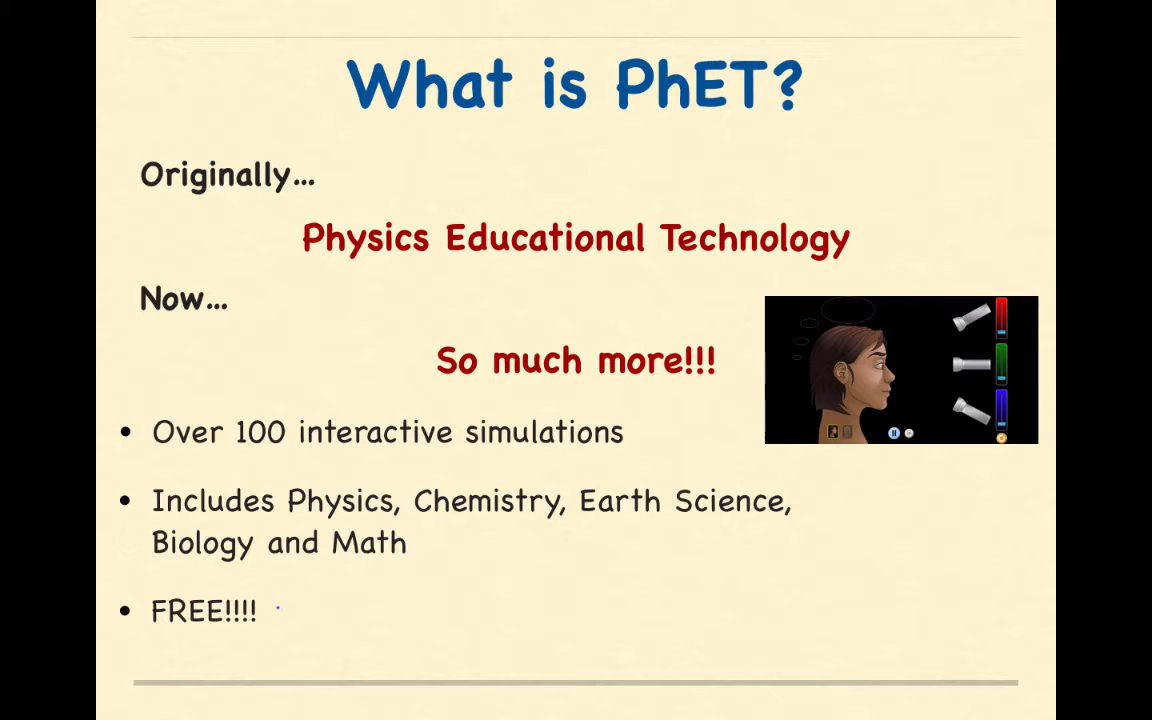 What is PhET?
Originally...
Physics Educational Technology
Now...
So much more!!!
• Over 100 interactive simulations
• Includes Physics, Chemistry, Earth Science,
Biology and Math
• FREE!!!!